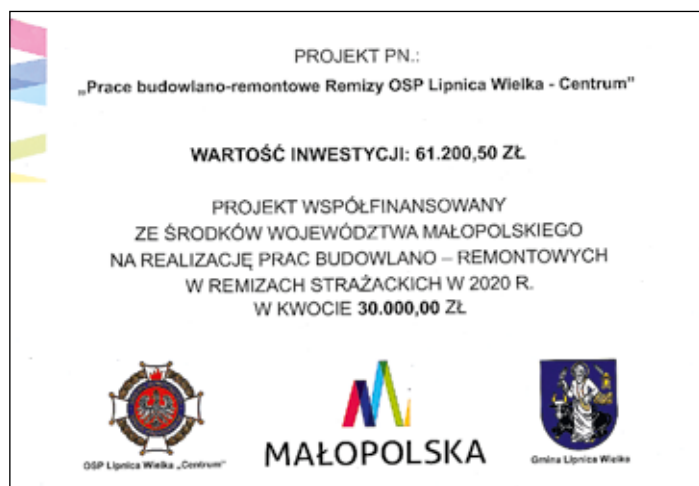 PROJEKT PN.:
„Prace budowlano-remontowe Remizy OSP Lipnica Wielka - Centrum”
WARTOŚĆ INWESTYCJI: 61.200,50 ZŁ
PROJEKT WSPÓŁFINANSOWANY
ZE ŚRODKÓW WOJEWÓDZTWA MAŁOPOLSKIEGO
NA REALIZACJĘ PRAC BUDOWLANO – REMONTOWYCH
W REMIZACH STRAŻACKICH W 2020 R.
W KWOCIE 30.000,00 ZŁ
OSP Lipnica Wielka „Centrum”
MAŁOPOLSKA
Gmina Lipnica Wielka